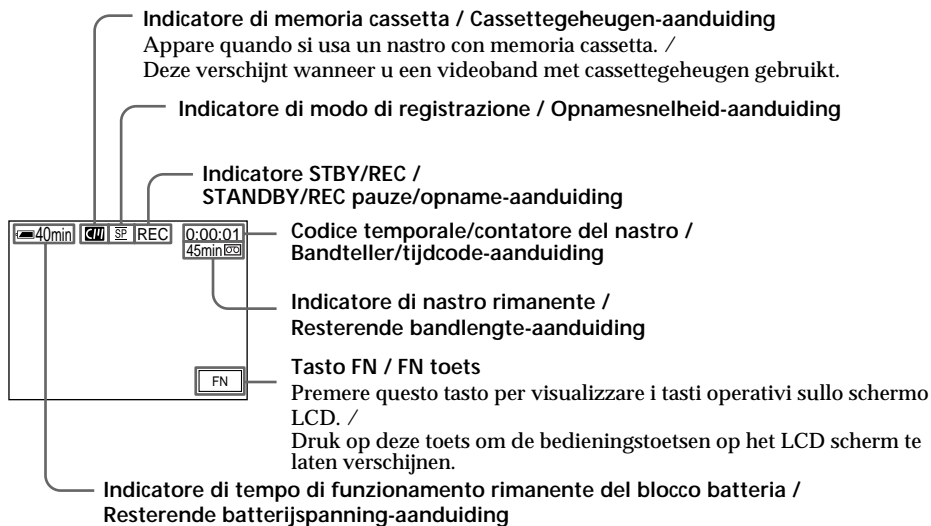 Indicatore di memoria cassetta / Cassettegeheugen-aanduiding
Appare quando si usa un nastro con memoria cassetta. /
Deze verschijnt wanneer u een videoband met cassettegeheugen gebruikt.
Indicatore di modo di registrazione / Opnamesnelheid-aanduiding
Indicatore STBY/REC /
STANDBY/REC pauze/opname-aanduiding
40min CM SP REC 0:00:01
45min
FN
Codice temporale/contatore del nastro /
Bandteller/tijdcode-aanduiding
Indicatore di nastro rimanente /
Resterende bandlengte-aanduiding
Tasto FN / FN toets
Premere questo tasto per visualizzare i tasti operativi sullo schermo
LCD. /
Druk op deze toets om de bedieningstoetsen op het LCD scherm te
laten verschijnen.
Indicatore di tempo di funzionamento rimanente del blocco batteria /
Resterende batterijspanning-aanduiding